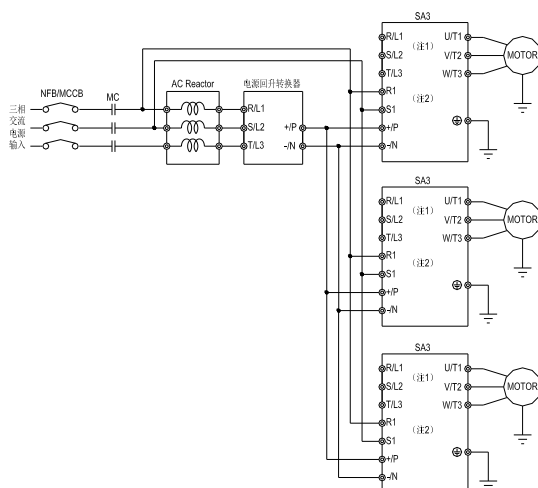 SA3
R/L1
S/L2
T/L3
R1
S1
+/P
-/N
(注1)
(注2)
U/T1
V/T2
W/T3
MOTOR
NFB/MCCB
MC
AC Reactor
电源回升转换器
三相
交流
电源
输入
R/L1
S/L2
T/L3
+/P
-/N
SA3
R/L1
S/L2
T/L3
R1
S1
+/P
-/N
(注1)
(注2)
U/T1
V/T2
W/T3
MOTOR
SA3
R/L1
S/L2
T/L3
R1
S1
+/P
-/N
(注1)
(注2)
U/T1
V/T2
W/T3
MOTOR